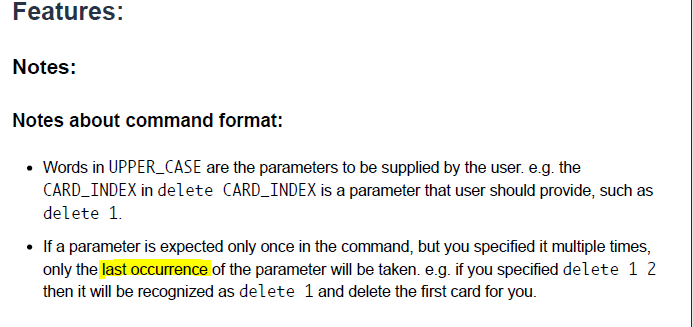 Features:
Notes:
Notes about command format:
• Words in UPPER_CASE are the parameters to be supplied by the user. e.g. the
CARD_INDEX in delete CARD_INDEX is a parameter that user should provide, such as
delete 1.
• If a parameter is expected only once in the command, but you specified it multiple times,
only the last occurrence of the parameter will be taken. e.g. if you specified delete 1 2
then it will be recognized as delete 1 and delete the first card for you.